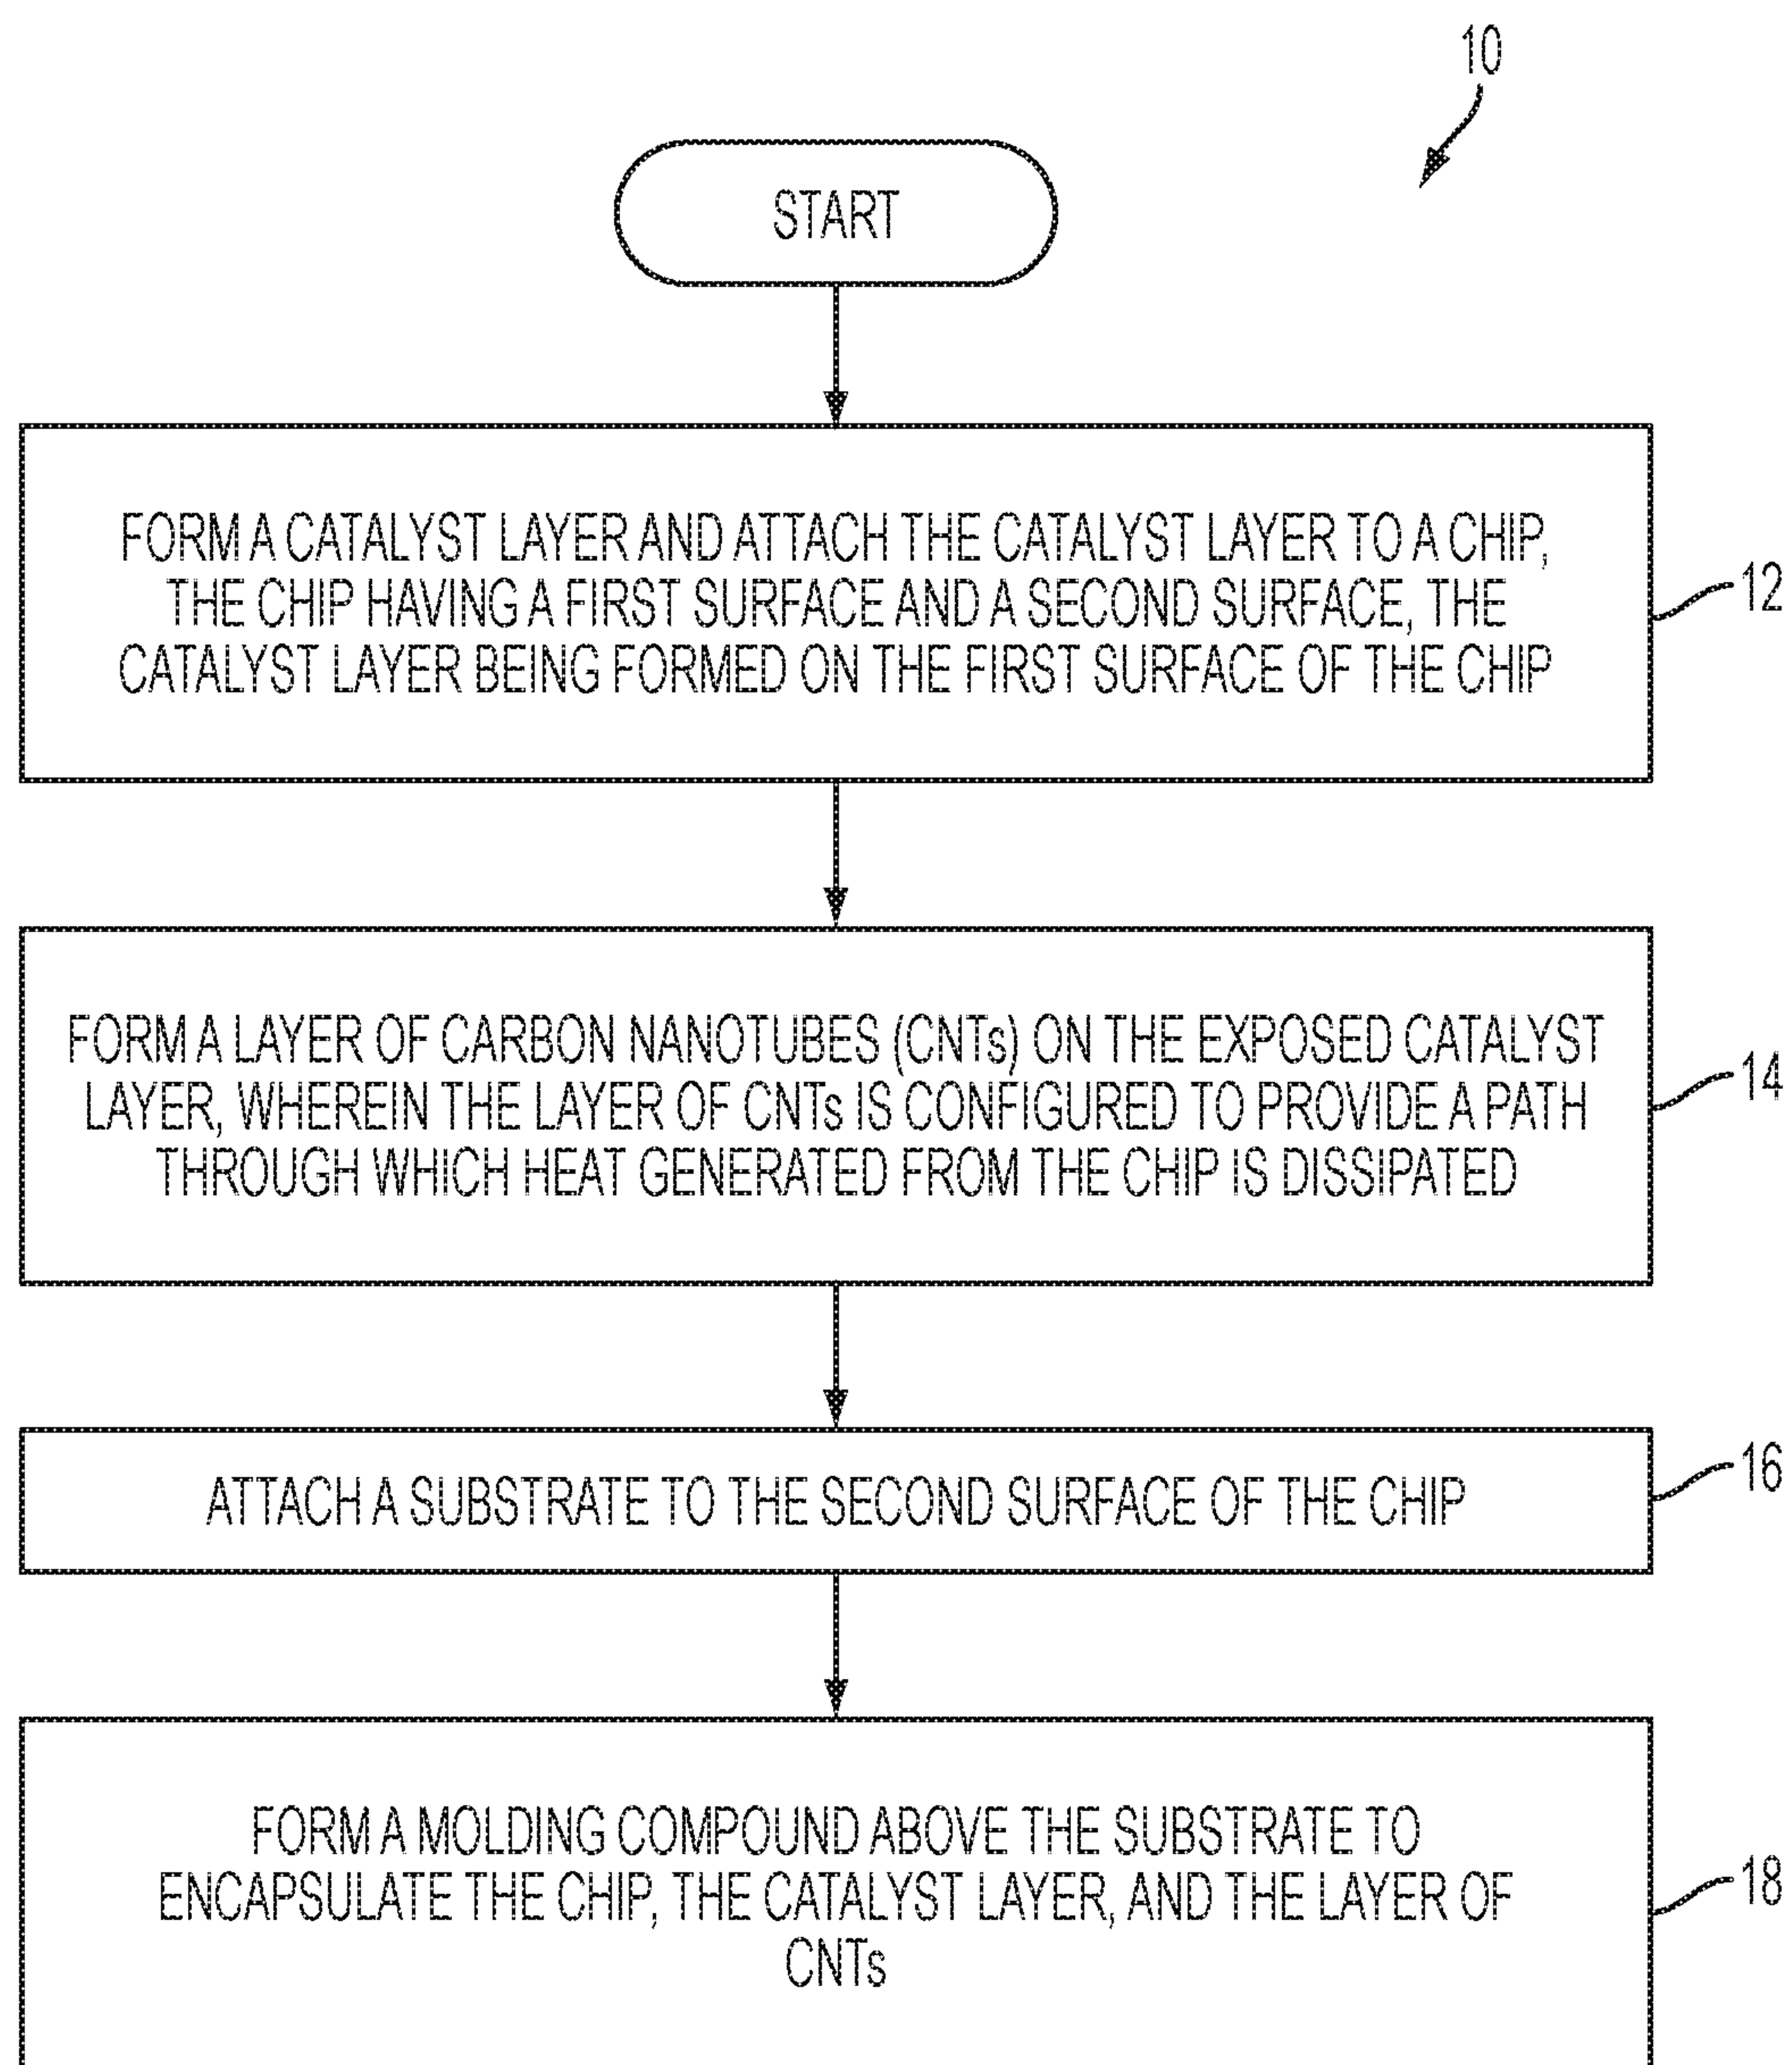 10
START
FORM A CATALYST LAYER AND ATTACH THE CATALYST LAYER TO A CHIP,
THE CHIP HAVING A FIRST SURFACE AND A SECOND SURFACE, THE
CATALYST LAYER BEING FORMED ON THE FIRST SURFACE OF THE CHIP
12
FORM A LAYER OF CARBON NANOTUBES (CNTs) ON THE EXPOSED CATALYST
LAYER, WHEREIN THE LAYER OF CNTs IS CONFIGURED TO PROVIDE A PATH
THROUGH WHICH HEAT GENERATED FROM THE CHIP IS DISSIPATED
14
ATTACH A SUBSTRATE TO THE SECOND SURFACE OF THE CHIP
16
FORM A MOLDING COMPOUND ABOVE THE SUBSTRATE TO
ENCAPSULATE THE CHIP, THE CATALYST LAYER, AND THE LAYER OF
CNTs
18